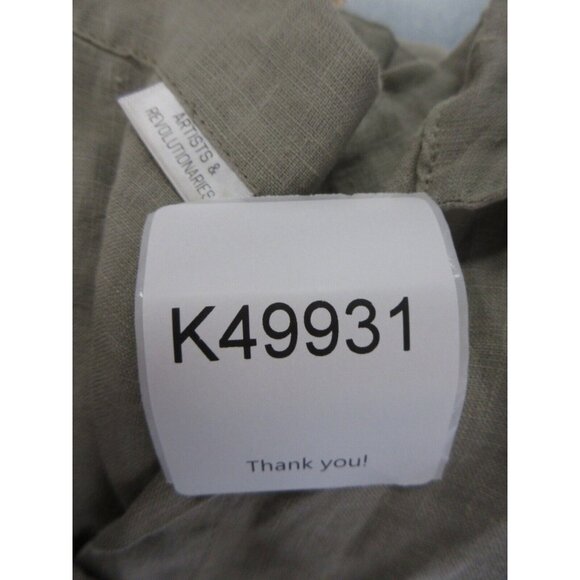 ARTISTS &
REVOLUTIONARIES
K49931
Thank you!